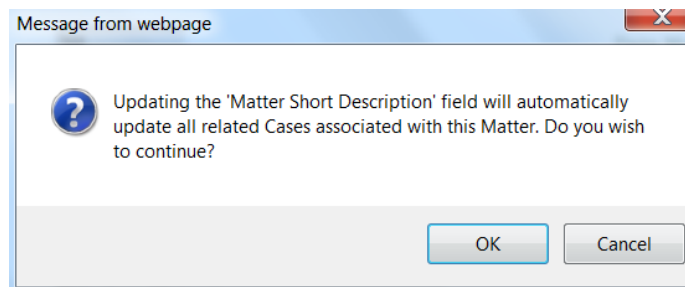 Message from webpage
X
Updating the 'Matter Short Description' field will automatically
update all related Cases associated with this Matter. Do you wish
to continue?
OK
Cancel